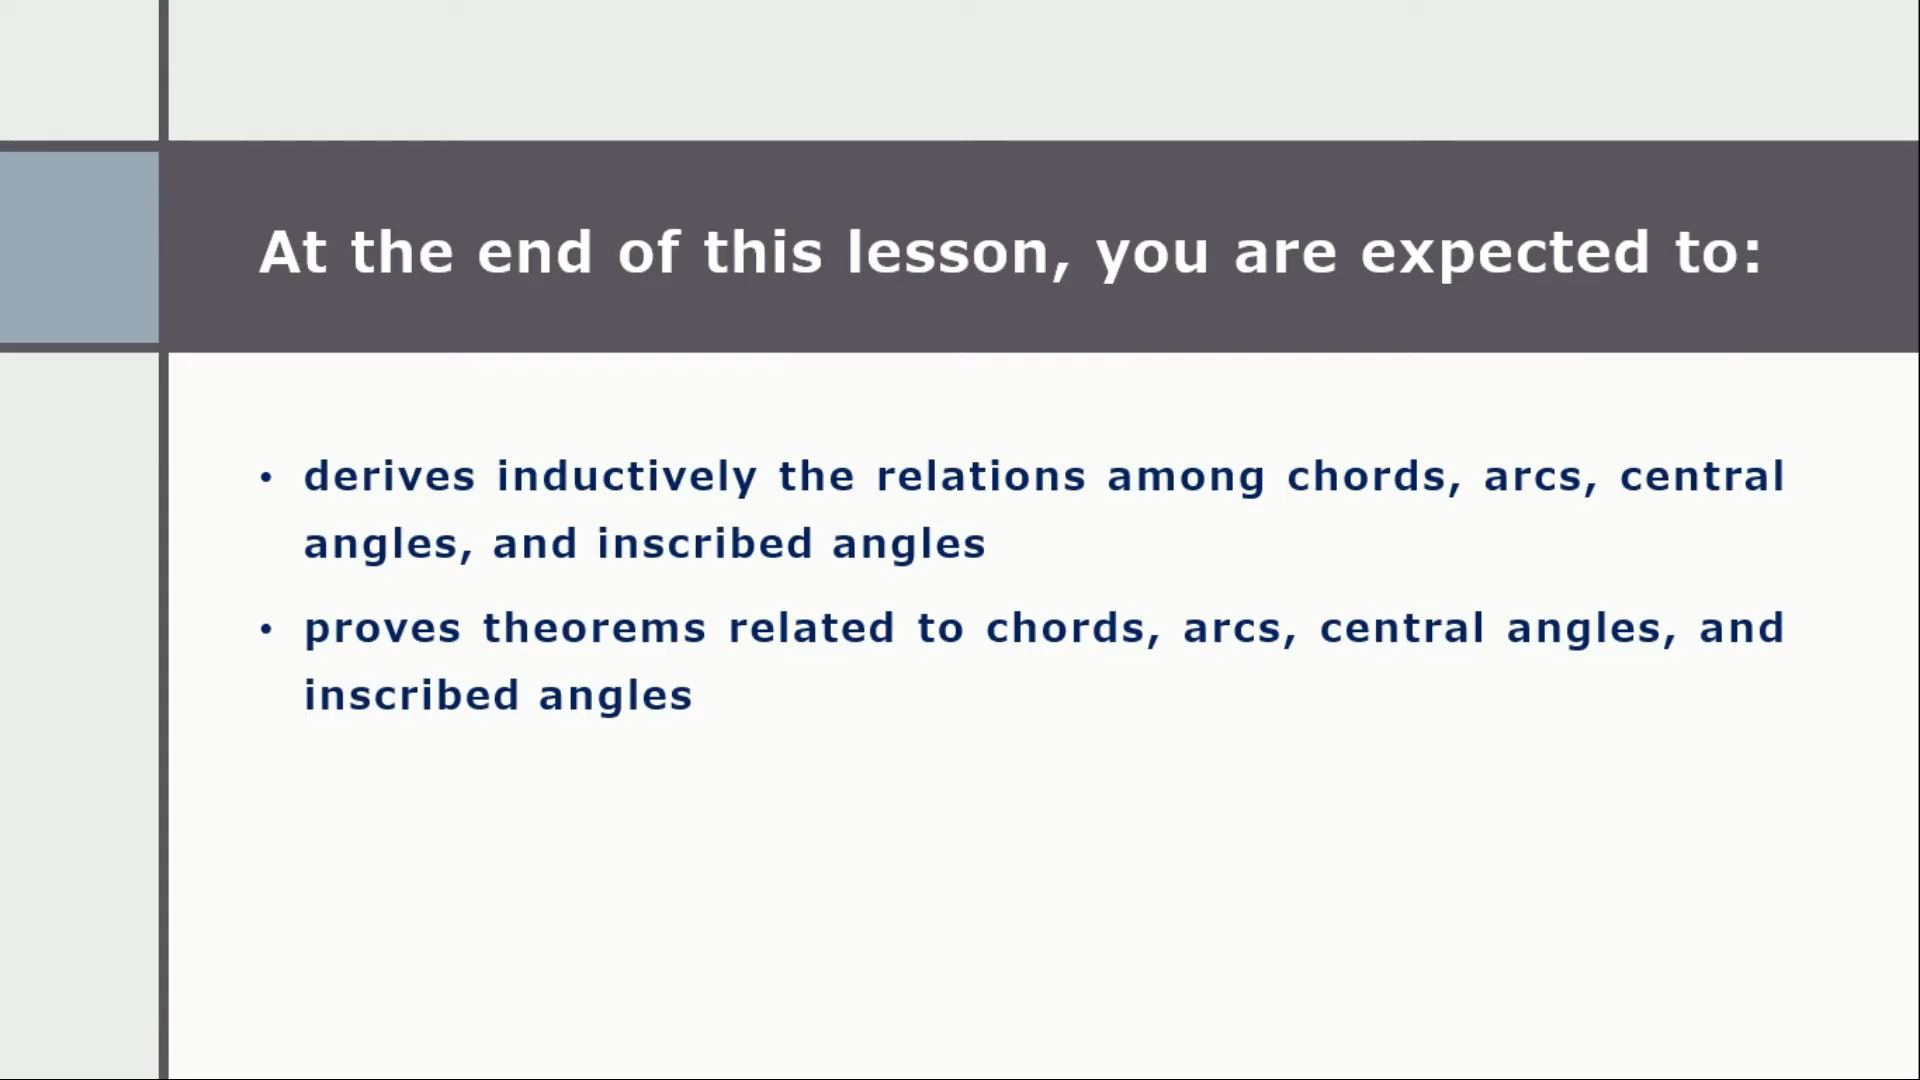 At the end of this lesson, you are expected to:
• derives inductively the relations among chords, arcs, central
angles, and inscribed angles
• proves theorems related to chords, arcs, central angles, and
inscribed angles